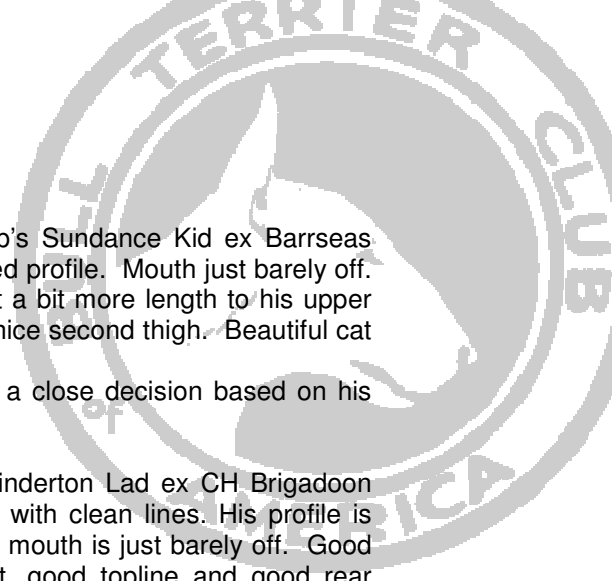 BULL TERRIER CLUB
of AMERICA
o's Sundance Kid ex Barrseas
ed profile. Mouth just barely off.
t a bit more length to his upper
nice second thigh. Beautiful cat
a close decision based on his
inderton Lad ex CH Brigadoon
with clean lines. His profile is
mouth is just barely off. Good
t, good topline and good rear